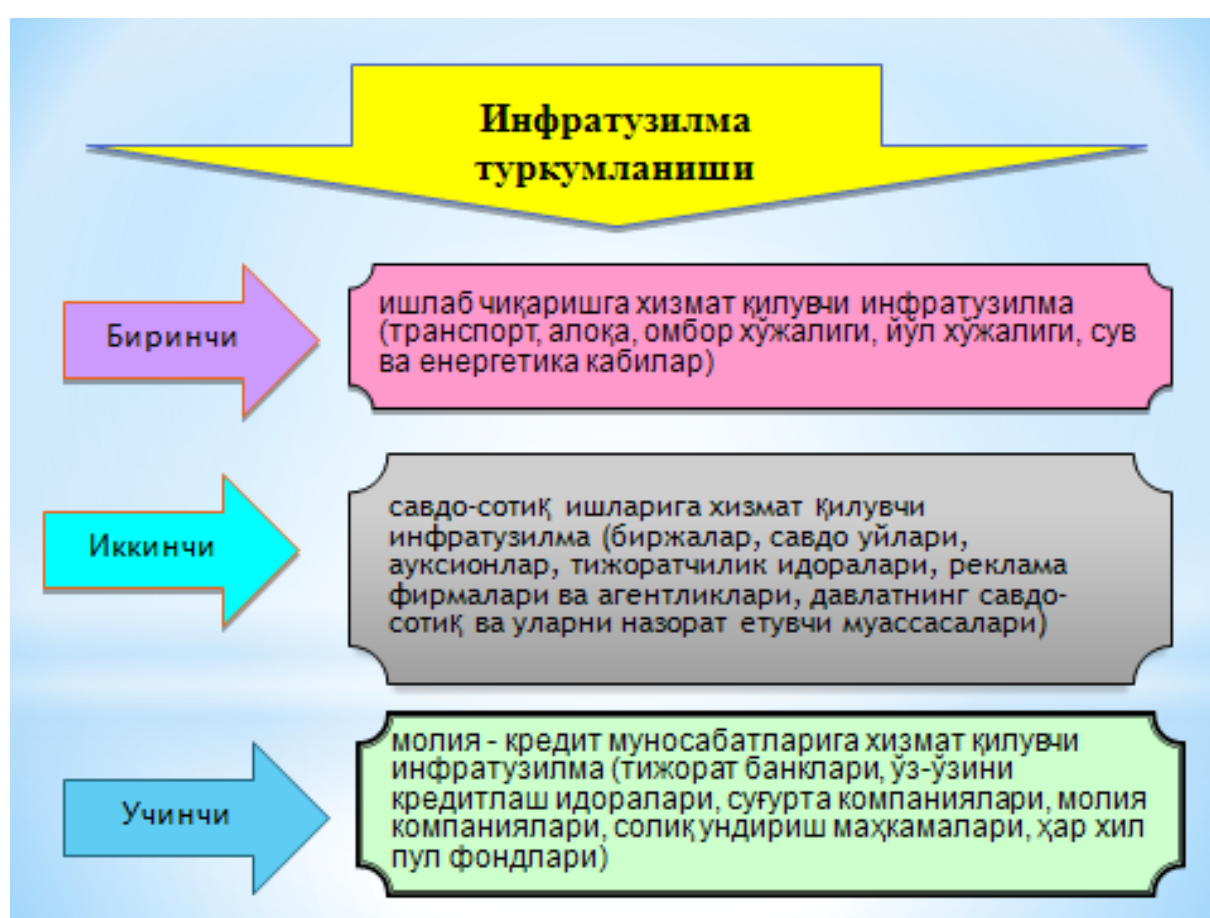 Инфратузилма
туркумланиши
Биринчи
ишлаб чиқаришга хизмат қилувчи инфратузилма
(транспорт, алоқа, омбор хўжалиги, йўл хўжалиги, сув
ва енергетика кабилар)
Иккинчи
савдо-сотиқ ишларига хизмат қилувчи
инфратузилма (биржалар, савдо уйлари,
ауксионлар, тижоратчилик идоралари, реклама
фирмалари ва агентликлари, давлатнинг савдо-
сотиқ ва уларни назорат етувчи муассасалари)
Учинчи
молия - кредит муносабатларига хизмат қилувчи
инфратузилма (тижорат банклари, ўз-ўзини
кредитлаш идоралари, суғурта компаниялари, молия
компаниялари, солиқ ундириш маҳкамалари, ҳар хил
пул фондлари)